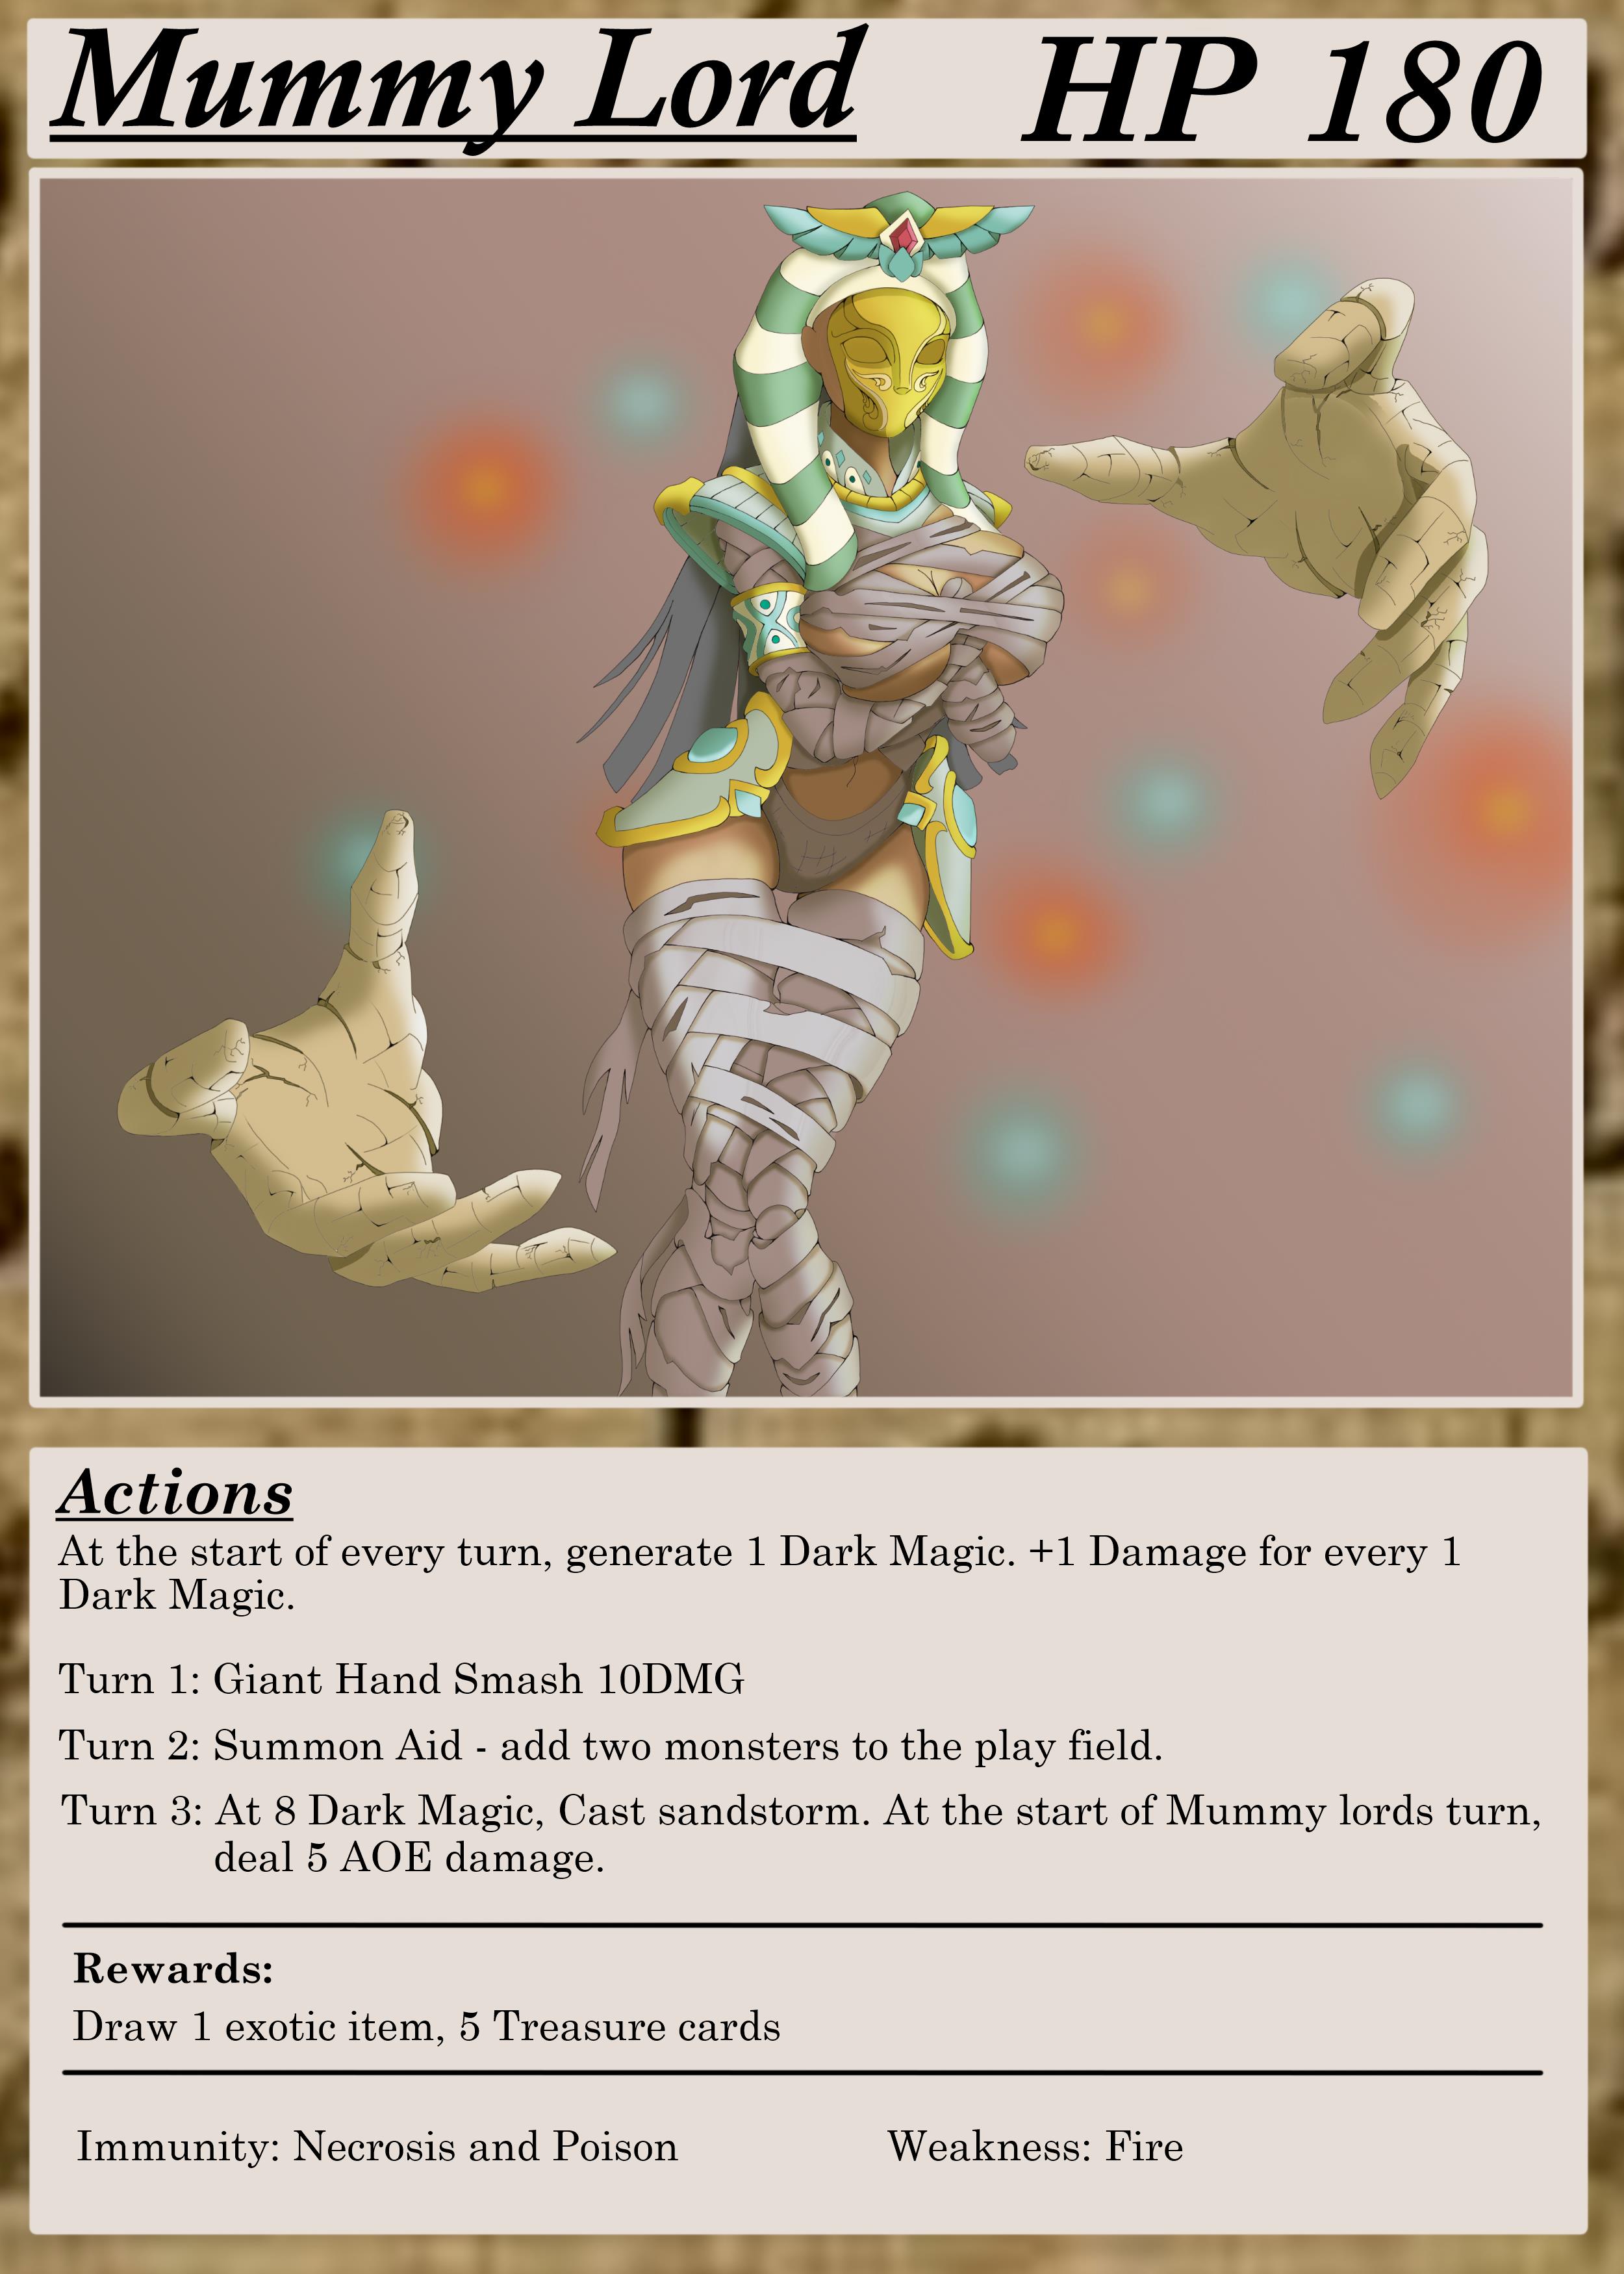 Mummy Lord HP 180
Actions
At the start of every turn, generate 1 Dark Magic. +1 Damage for every 1
Dark Magic.
Turn 1: Giant Hand Smash 10DMG
Turn 2: Summon Aid - add two monsters to the play field.
Turn 3: At 8 Dark Magic, Cast sandstorm. At the start of Mummy lords turn,
deal 5 AOE damage.
Rewards:
Draw 1 exotic item, 5 Treasure cards
Immunity: Necrosis and Poison Weakness: Fire